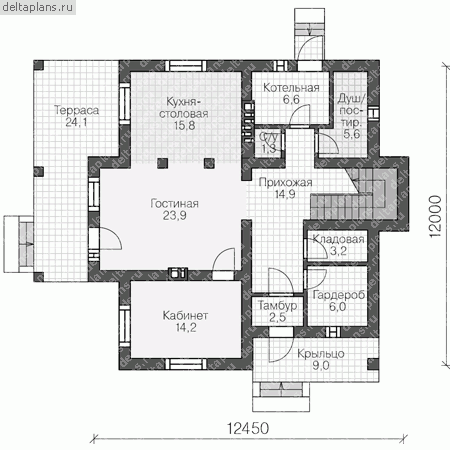 deltaplans.ru
Котельная
6,6
Душ/
пос-
тир.
5,6
Терраса
24,1
Кухня-
столовая
15,8
С/у
1,3
Прихожая
14,9
Гостиная
23,9
Кладовая
3,2
Гардероб
6,0
Тамбур
2,5
Кабинет
14,2
Крыльцо
9,0
12000
12450